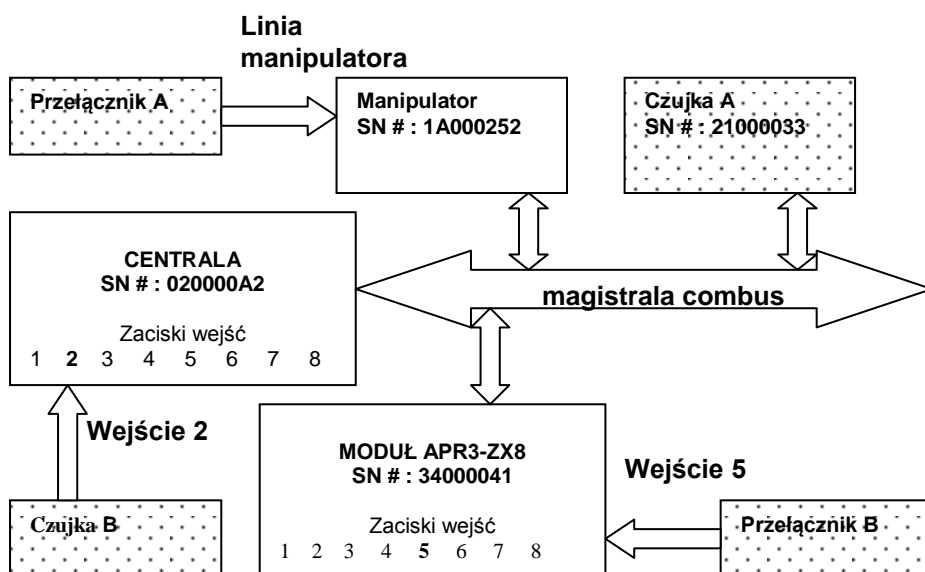 Linia
manipulatora
Przełącznik A
Manipulator
SN # : 1A000252
Czujka A
SN # : 21000033
CENTRALA
SN # : 020000A2
Zaciski wejść
1 2 3 4 5 6 7 8
magistrala combus
Wejście 2
MODUŁ APR3-ZX8
SN # : 34000041
Zaciski wejść
1 2 3 4 5 6 7 8
Wejście 5
Czujka B
Przełącznik B